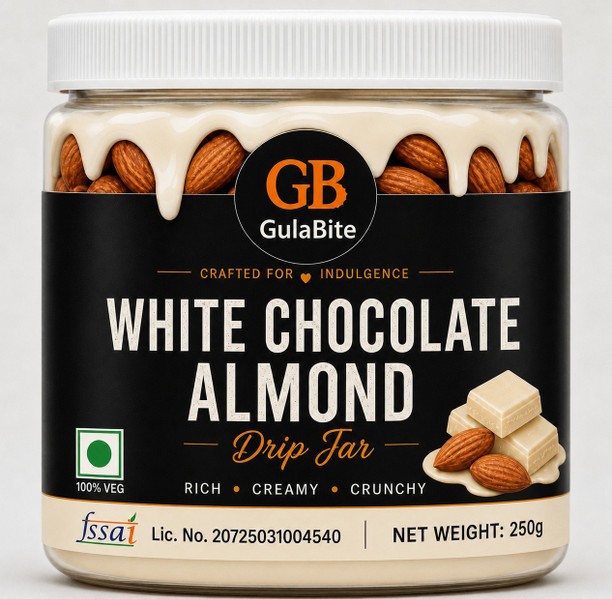 GB
GulaBite
CRAFTED FOR INDULGENCE
WHITE CHOCOLATE
ALMOND
Drip Jar
RICH • CREAMY • CRUNCHY
100% VEG
fssai Lic. No. 20725031004540 | NET WEIGHT: 250g